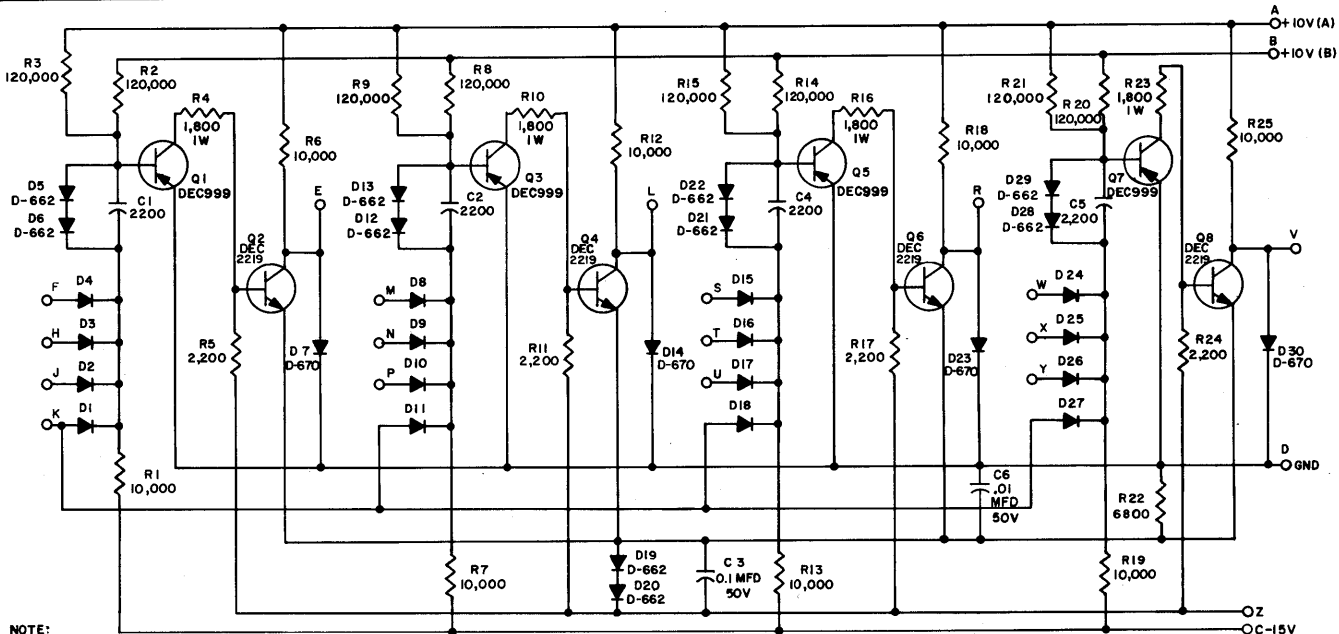 A
+10V (A)
B
+10V (B)
R3
120,000
R2
120,000
R4
1,800
1W
Q1
DEC999
R6
10,000
E
D5
D-662
D6
D-662
C1
2200
Q2
DEC
2219
F
D4
H
D3
J
D2
K
D1
R5
2,200
D7
D-670
R1
10,000
R9
120,000
R8
120,000
R10
1,800
1W
Q3
DEC999
R12
10,000
L
D13
D-662
D12
D-662
C2
2200
Q4
DEC
2219
M
D8
N
D9
P
D10
D11
R11
2,200
D14
D-670
R7
10,000
D19
D-662
D20
D-662
C3
0.1 MFD
50V
R15
120,000
R14
120,000
R16
1,800
1W
Q5
DEC999
R18
10,000
R
D22
D-662
D21
D-662
C4
2200
Q6
DEC
2219
S
D15
T
D16
U
D17
D18
R17
2,200
D23
D-670
R13
10,000
C6
.01
MFD
50V
R21
120,000
R20
120,000
R23
1,800
1W
Q7
DEC999
R25
10,000
V
D29
D-662
D28
D-662
C5
2,200
Q8
DEC
2219
W
D24
X
D25
Y
D26
D27
R24
2,200
D30
D-670
D
GND
R22
6800
R19
10,000
Z
C-15V
NOTE: